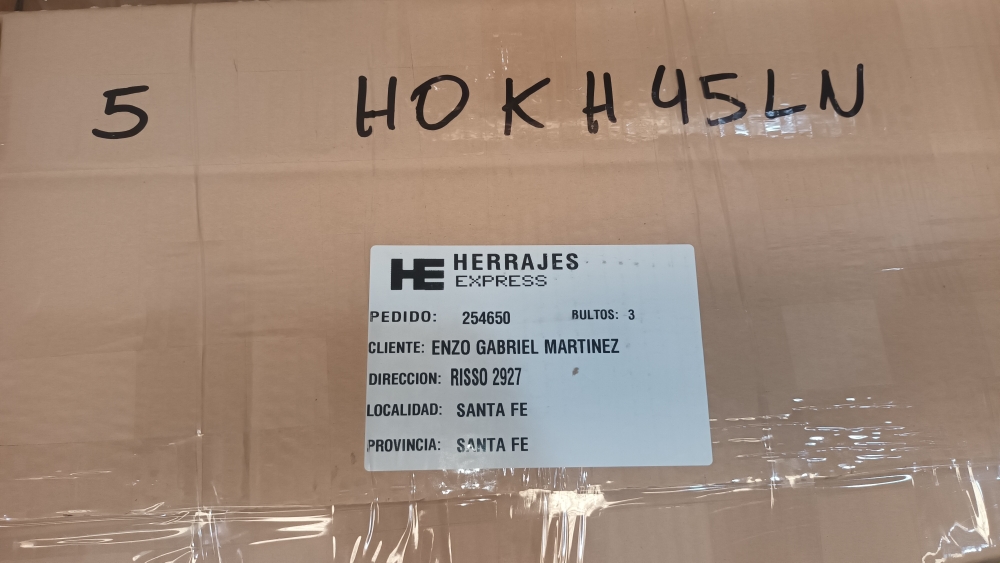 5 HOKH45LN
HE HERRAJES
EXPRESS
PEDIDO: 254650 BULTOS: 3
CLIENTE: ENZO GABRIEL MARTINEZ
DIRECCION: RISSO 2927
LOCALIDAD: SANTA FE
PROVINCIA: SANTA FE